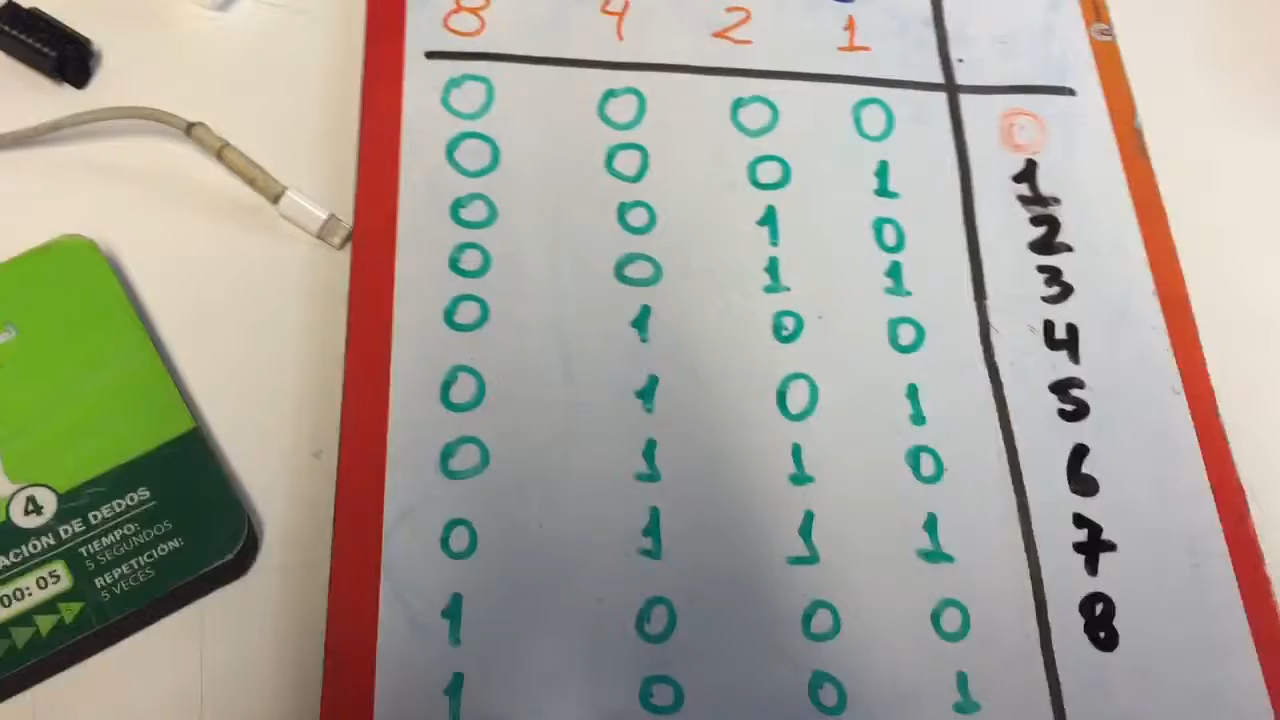 8 4 2 1
0 0 0 0 0
0 0 0 1 1
0 0 1 0 2
0 0 1 1 3
0 1 0 0 4
0 1 0 1 5
0 1 1 0 6
0 1 1 1 7
1 0 0 0 8
1 0 0 1
4
ACIÓN DE DEDOS
00: 05
TIEMPO:
5 SEGUNDOS
REPETICIÓN:
5 VECES